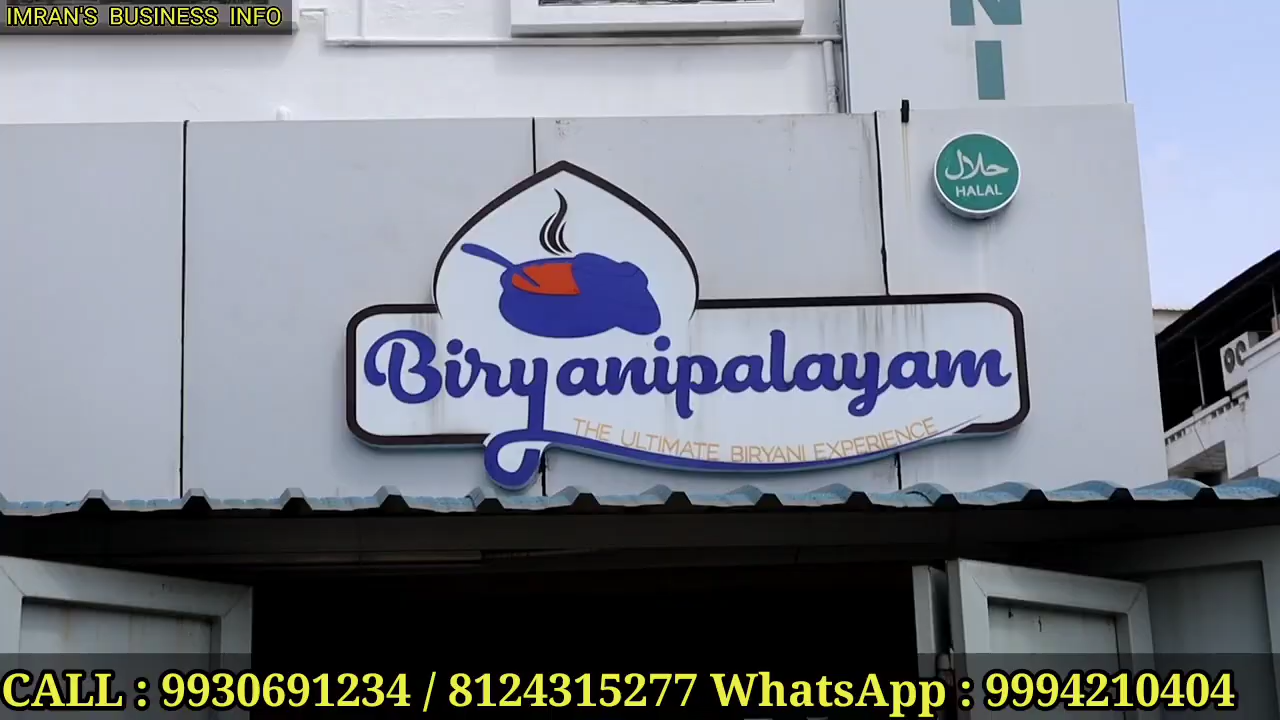 IMRAN'S BUSINESS INFO
N
I
حلال
HALAL
Biryanipalayam
THE ULTIMATE BIRYANI EXPERIENCE
CALL : 9930691234 / 8124315277 WhatsApp : 9994210404